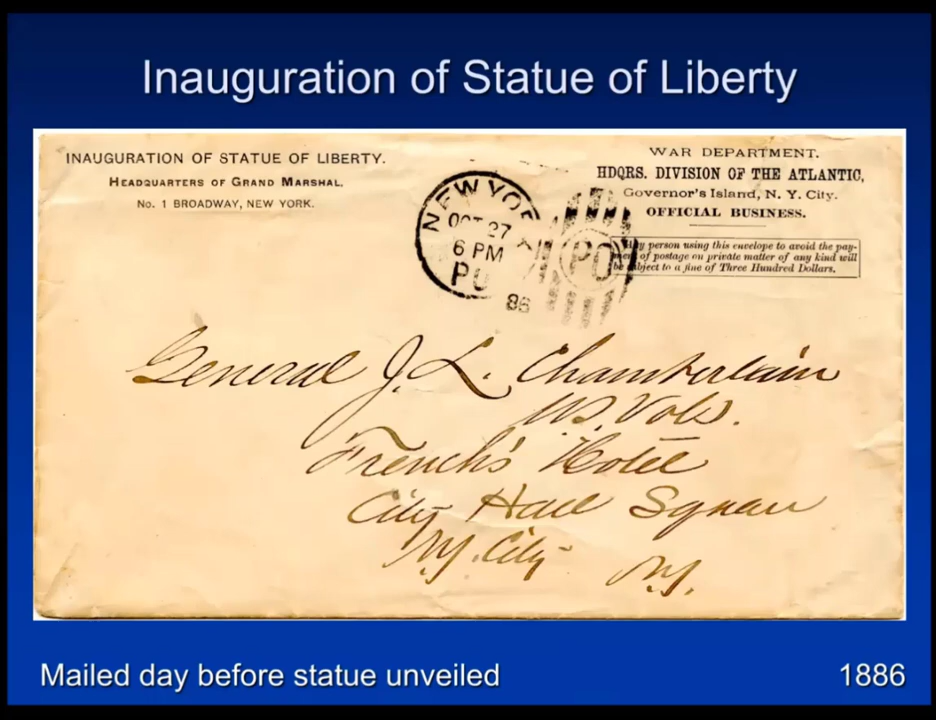 Inauguration of Statue of Liberty
INAUGURATION OF STATUE OF LIBERTY.
HEADQUARTERS OF GRAND MARSHAL,
No. 1 BROADWAY, NEW YORK.
WAR DEPARTMENT.
HDQRS. DIVISION OF THE ATLANTIC,
Governor's Island, N. Y. City.
OFFICIAL BUSINESS.
y person using this envelope to avoid the pay-
of postage on private matter of any kind will
be subject to a fine of Three Hundred Dollars.
NEW YORK
OCT 27
6 PM
PO
86
PO
General J. L. Chamberlain
U.S. Vols.
French's Hotel
City Hall Square
N.Y. City
N.Y.
Mailed day before statue unveiled
1886